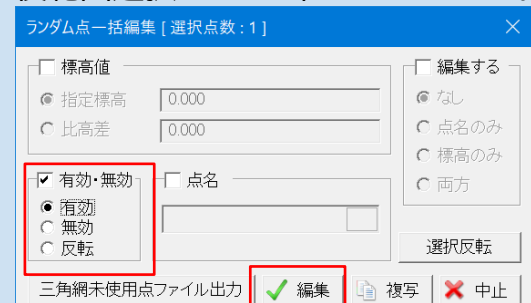 ランダム点一括編集 [ 選択点数 : 1 ]
標高値
指定標高 0.000
比高差 0.000
編集する
なし
点名のみ
標高のみ
両方
有効・無効
有効
無効
反転
点名
選択反転
三角網未使用点ファイル出力
編集
複写
中止